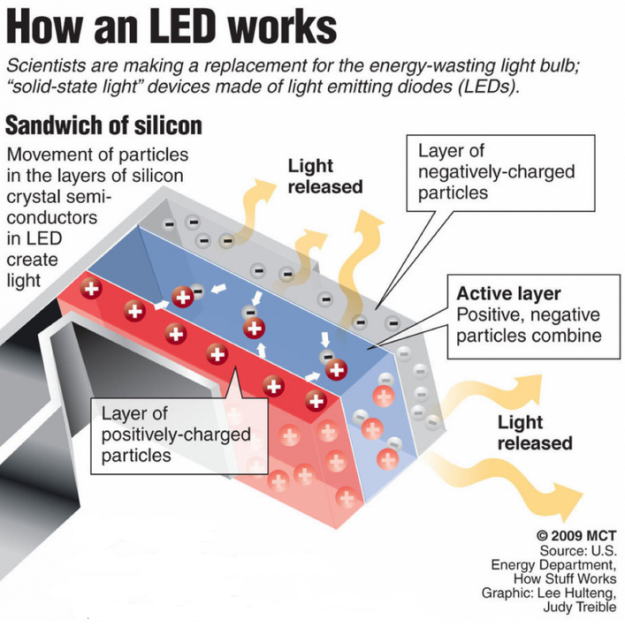 How an LED works
Scientists are making a replacement for the energy-wasting light bulb;
“solid-state light” devices made of light emitting diodes (LEDs).
Sandwich of silicon
Movement of particles
in the layers of silicon
crystal semi-
conductors
in LED
create
light
Light
released
Layer of
negatively-charged
particles
Active layer
Positive, negative
particles combine
Layer of
positively-charged
particles
Light
released
© 2009 MCT
Source: U.S.
Energy Department,
How Stuff Works
Graphic: Lee Hulteng,
Judy Treible